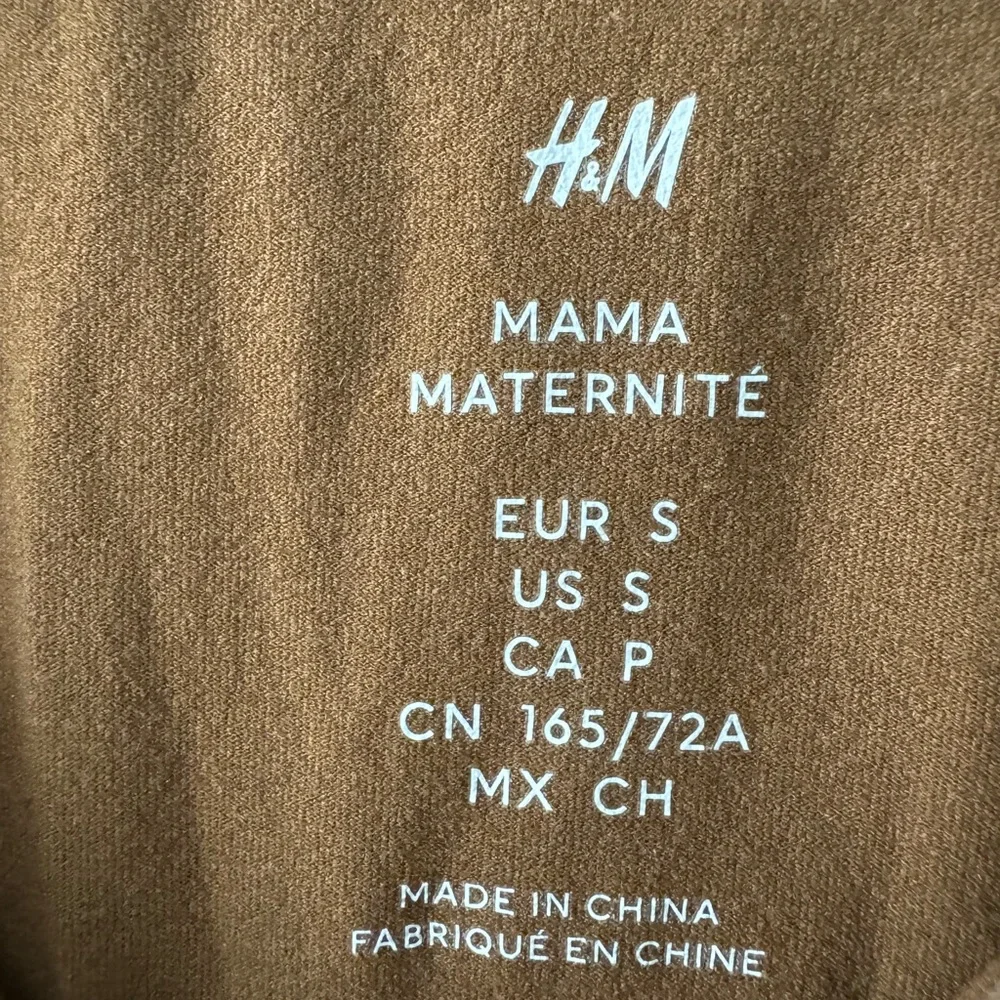 H&M
MAMA
MATERNITÉ
EUR S
US S
CA P
CN 165/72A
MX CH
MADE IN CHINA
FABRIQUÉ EN CHINE